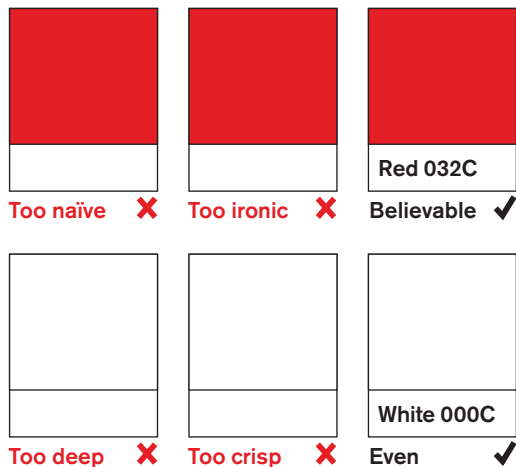 Red 032C
Too naïve ✗ Too ironic ✗ Believable ✓
White 000C
Too deep ✗ Too crisp ✗ Even ✓